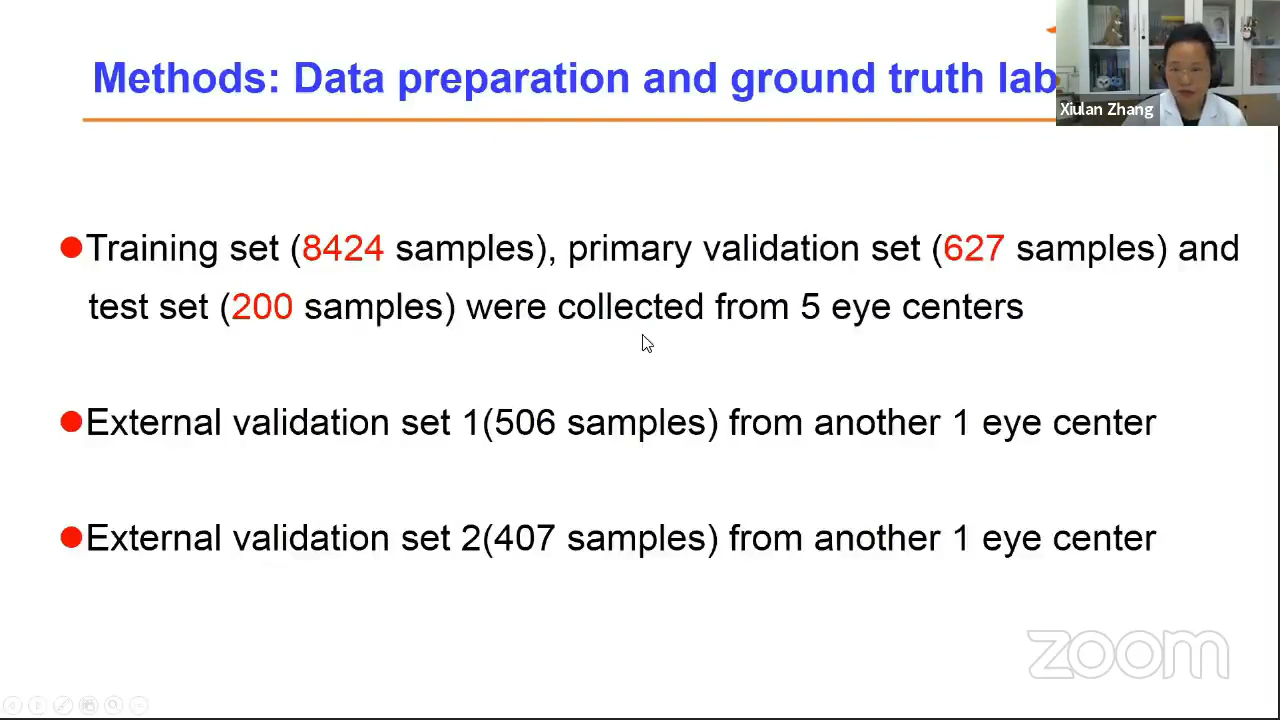 Methods: Data preparation and ground truth lab
Xiulan Zhang
●Training set (8424 samples), primary validation set (627 samples) and
test set (200 samples) were collected from 5 eye centers
●External validation set 1(506 samples) from another 1 eye center
●External validation set 2(407 samples) from another 1 eye center
zoom